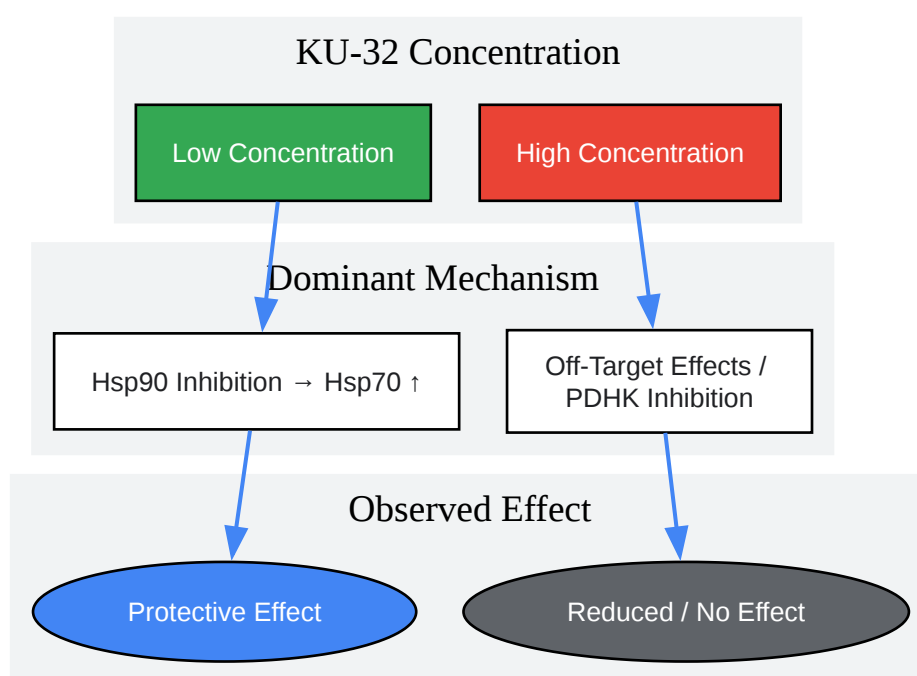 KU-32 Concentration
Low Concentration
High Concentration
Dominant Mechanism
Hsp90 Inhibition → Hsp70 ↑
Off-Target Effects /
PDHK Inhibition
Observed Effect
Protective Effect
Reduced / No Effect